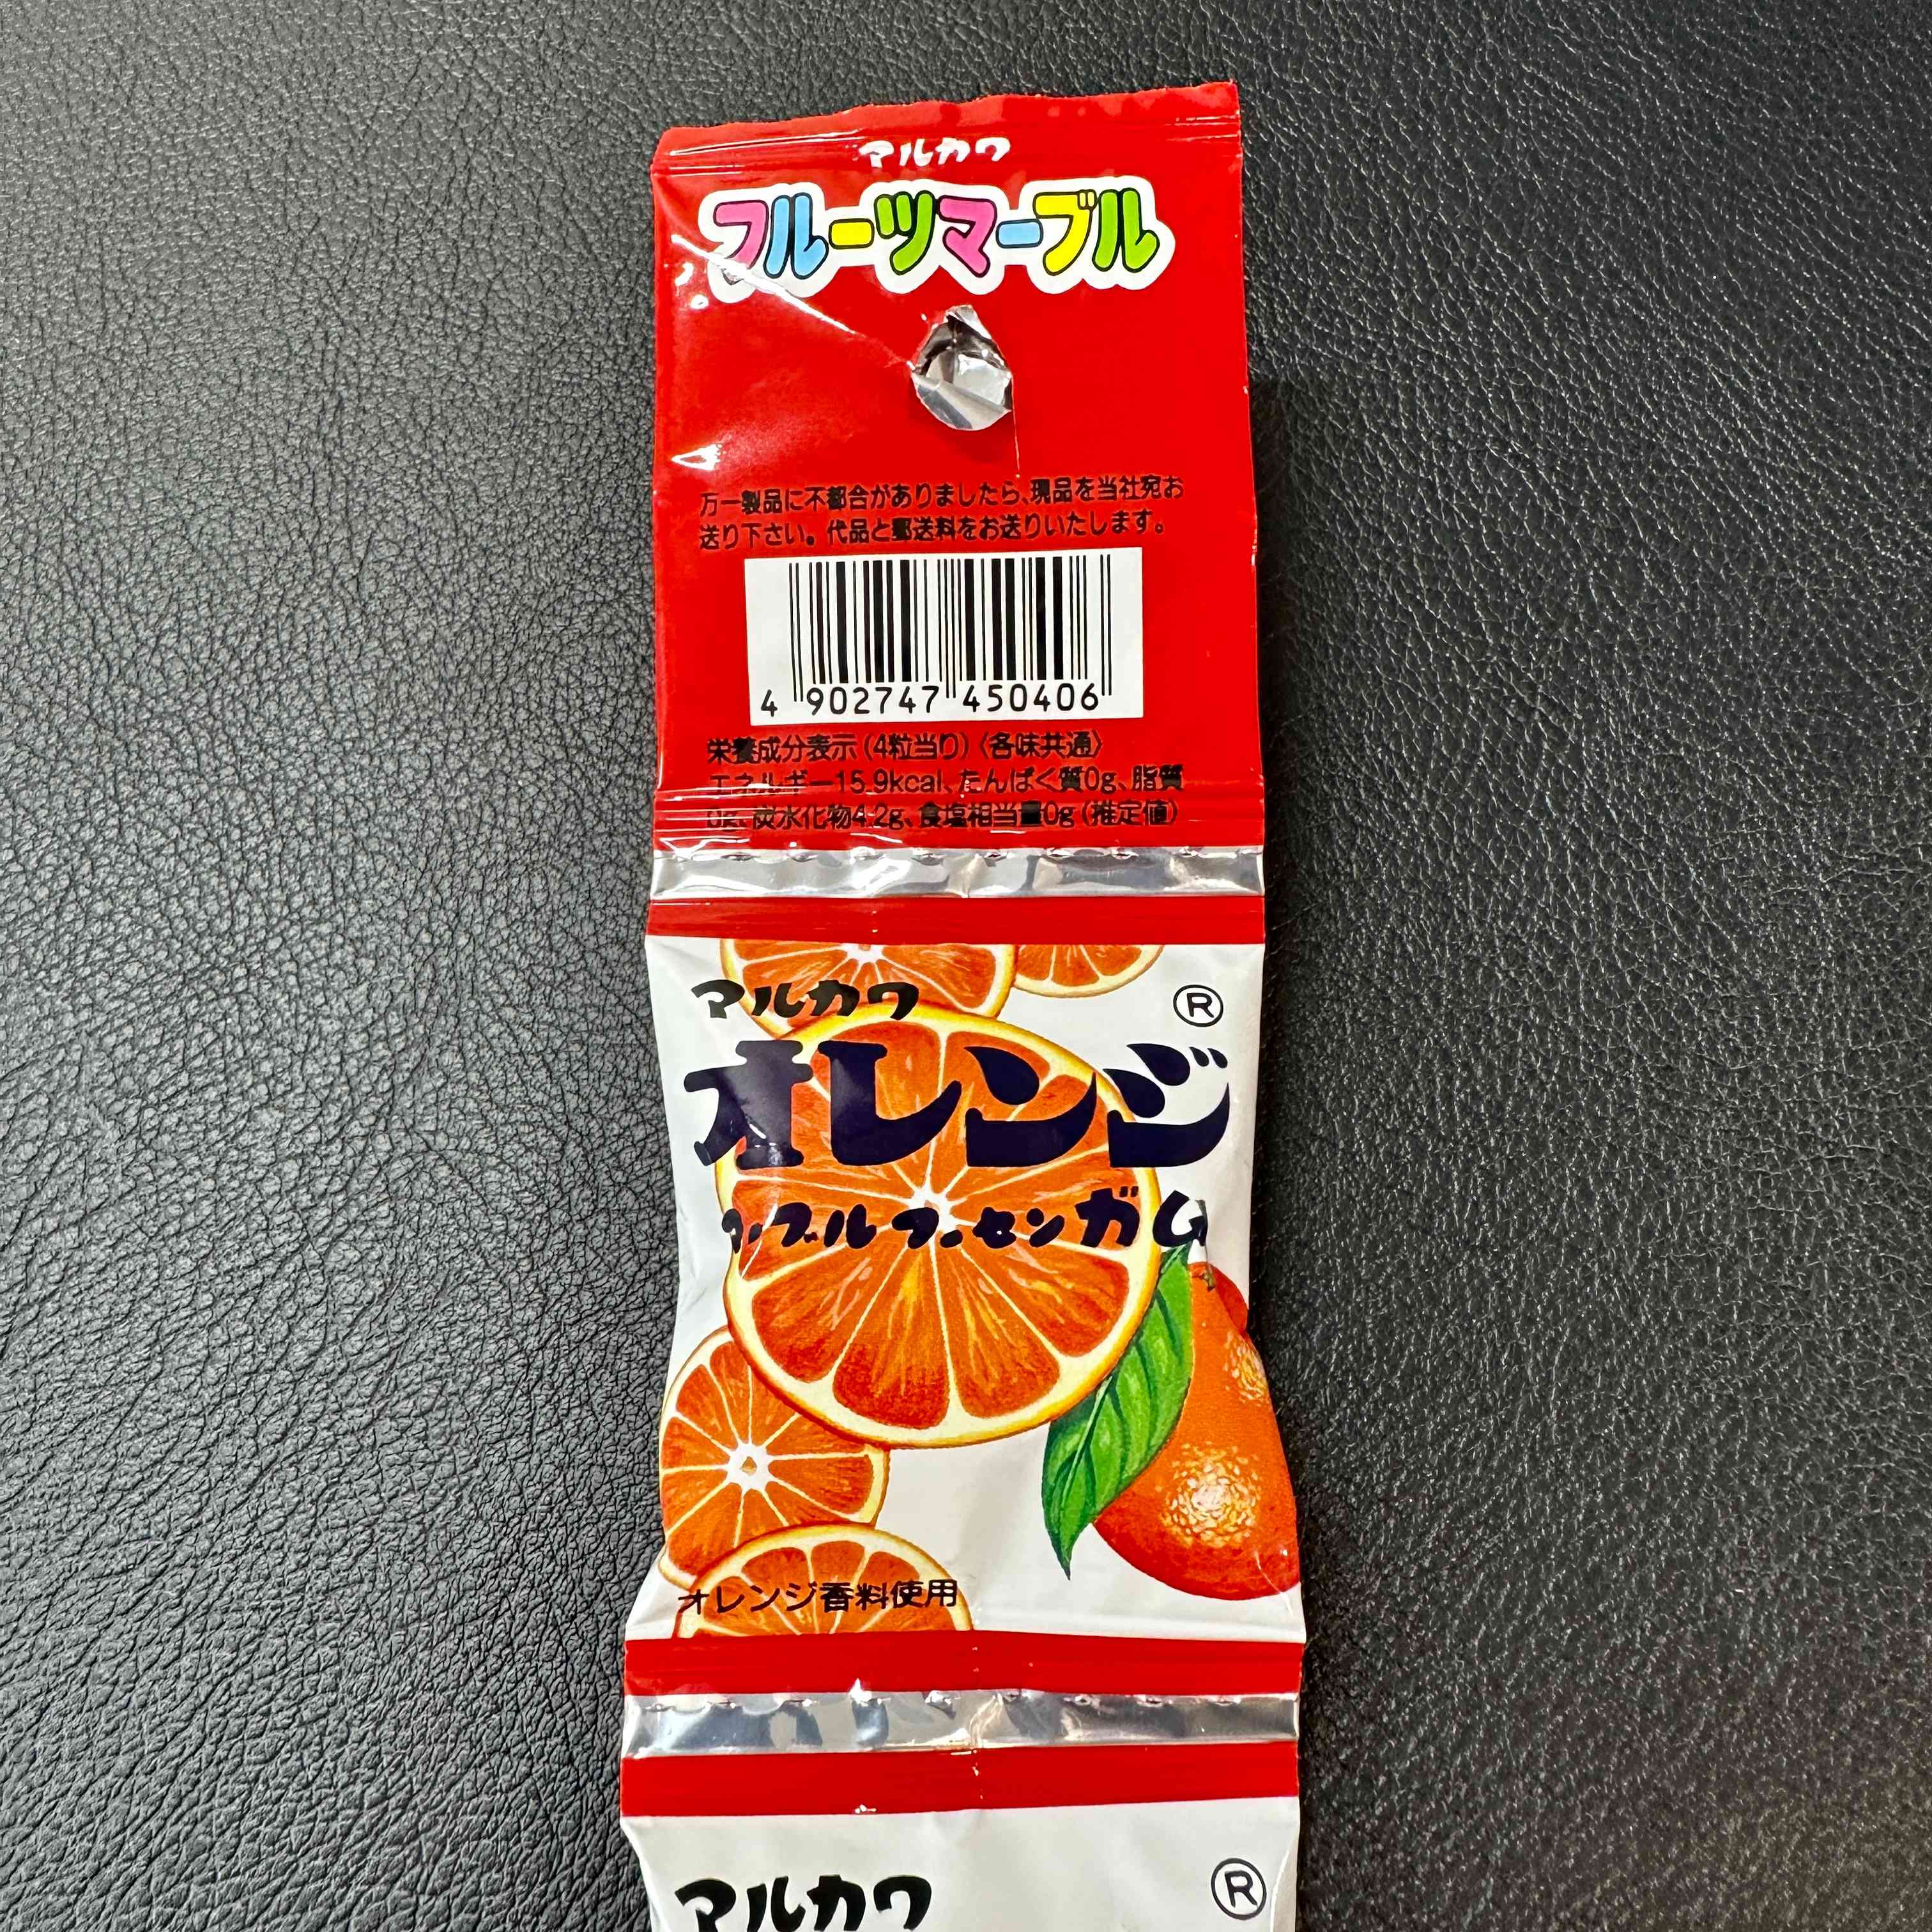 マルカワ
フルーツマーブル
万一製品に不都合がありましたら、現品を当社宛お
送り下さい。代品と郵送料をお送りいたします。
4 902747 450406
栄養成分表示(4粒当り)〈各味共通〉
エネルギー15.9kcal、たんぱく質0g、脂質
0g、炭水化物4.2g、食塩相当量0g(推定値)
マルカワ ®
オレンジ
マーブルフーセンガム
オレンジ香料使用
マルカワ ®